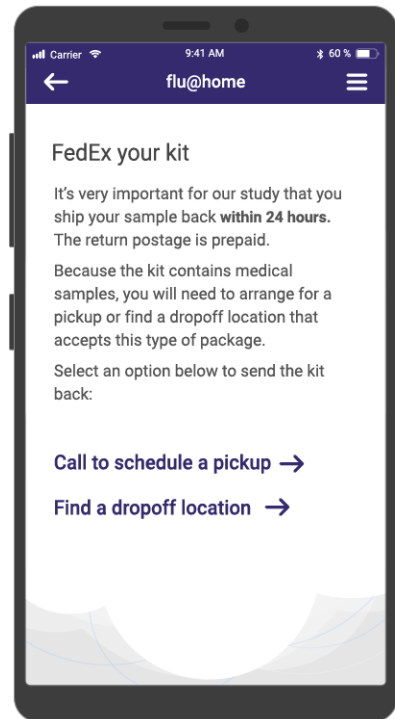 Carrier 9:41 AM 60 %
flu@home
FedEx your kit
It's very important for our study that you
ship your sample back within 24 hours.
The return postage is prepaid.
Because the kit contains medical
samples, you will need to arrange for a
pickup or find a dropoff location that
accepts this type of package.
Select an option below to send the kit
back:
Call to schedule a pickup →
Find a dropoff location →